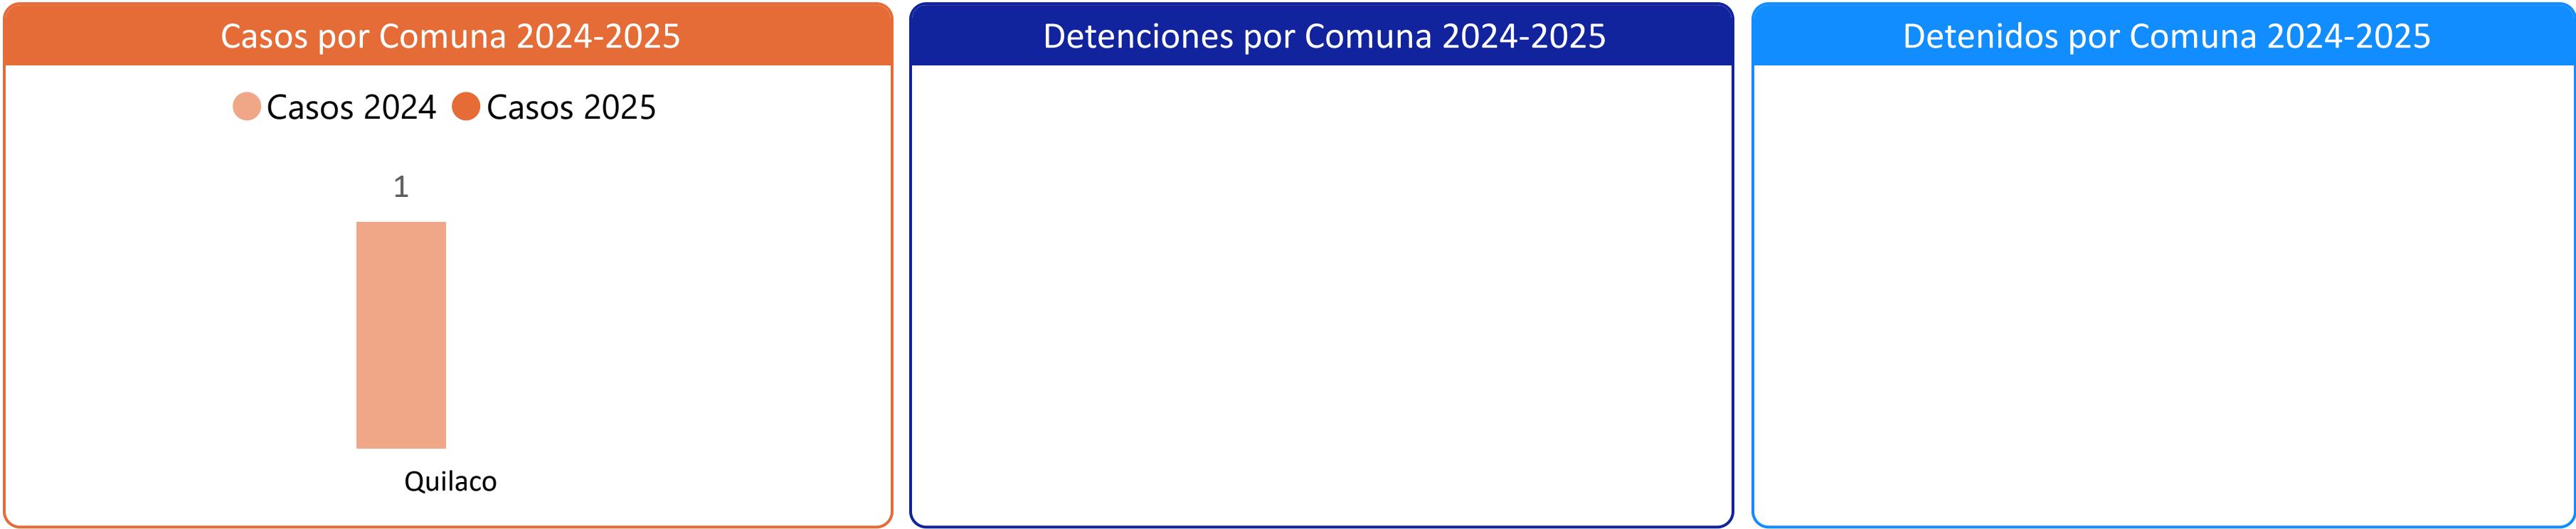 Casos por Comuna 2024-2025
Casos 2024 Casos 2025
1
Quilaco
Detenciones por Comuna 2024-2025
Detenidos por Comuna 2024-2025